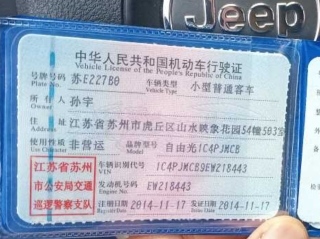 Jeep
中华人民共和国机动车行驶证
Vehicle License of the People's Republic of China
号牌号码 苏E227B0 车辆类型 小型普通客车
Plate No. Vehicle Type
所有人 孙宇
Owner
住址 江苏省苏州市虎丘区山水映象花园54幢503室
Address
使用性质 非营运 品牌型号 自由光1C4PJMCB
Use Character Model
江苏省苏州 车辆识别代号 1C4PJMCB9EW218443
VIN
市公安局交通 发动机号码 EW218443
Engine No.
巡逻警察支队 注册日期 2014-11-17 发证日期 2014-11-17
Register Date Issue Date